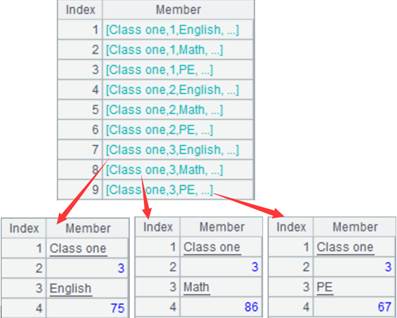 Index Member
1 [Class one,1,English, ...]
2 [Class one,1,Math, ...]
3 [Class one,1,PE, ...]
4 [Class one,2,English, ...]
5 [Class one,2,Math, ...]
6 [Class one,2,PE, ...]
7 [Class one,3,English, ...]
8 [Class one,3,Math, ...]
9 [Class one,3,PE, ...]
Index Member
1 Class one
2 3
3 English
4 75
Index Member
1 Class one
2 3
3 Math
4 86
Index Member
1 Class one
2 3
3 PE
4 67